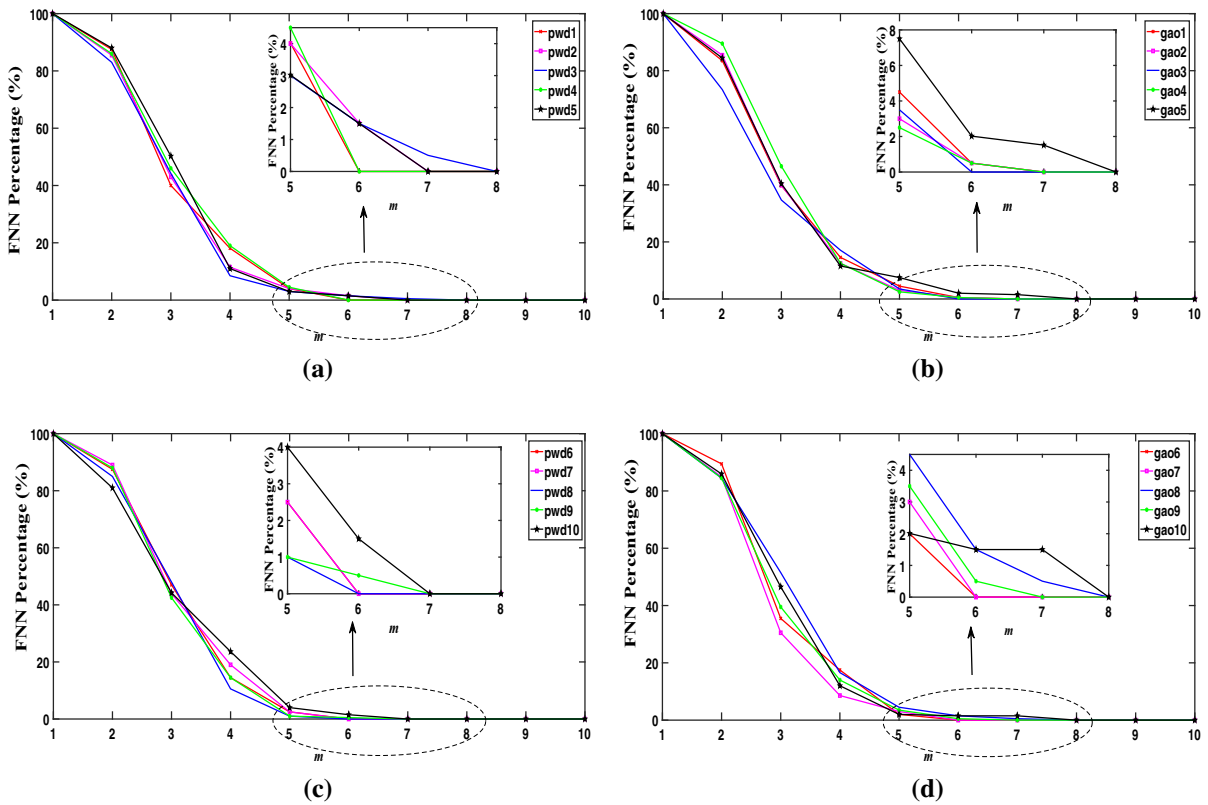 FNN Percentage (%)
100
80
60
40
20
0
1 2 3 4 5 6 7 8 9 10
m
pwd1
pwd2
pwd3
pwd4
pwd5
FNN Percentage (%)
4
3
2
1
0
5 6 7 8
m
(a)
FNN Percentage (%)
100
80
60
40
20
0
1 2 3 4 5 6 7 8 9 10
m
gao1
gao2
gao3
gao4
gao5
FNN Percentage (%)
8
6
4
2
0
5 6 7 8
m
(b)
FNN Percentage (%)
100
80
60
40
20
0
1 2 3 4 5 6 7 8 9 10
m
pwd6
pwd7
pwd8
pwd9
pwd10
FNN Percentage (%)
4
3
2
1
0
5 6 7 8
m
(c)
FNN Percentage (%)
100
80
60
40
20
0
1 2 3 4 5 6 7 8 9 10
m
gao6
gao7
gao8
gao9
gao10
FNN Percentage (%)
4
3
2
1
0
5 6 7 8
m
(d)